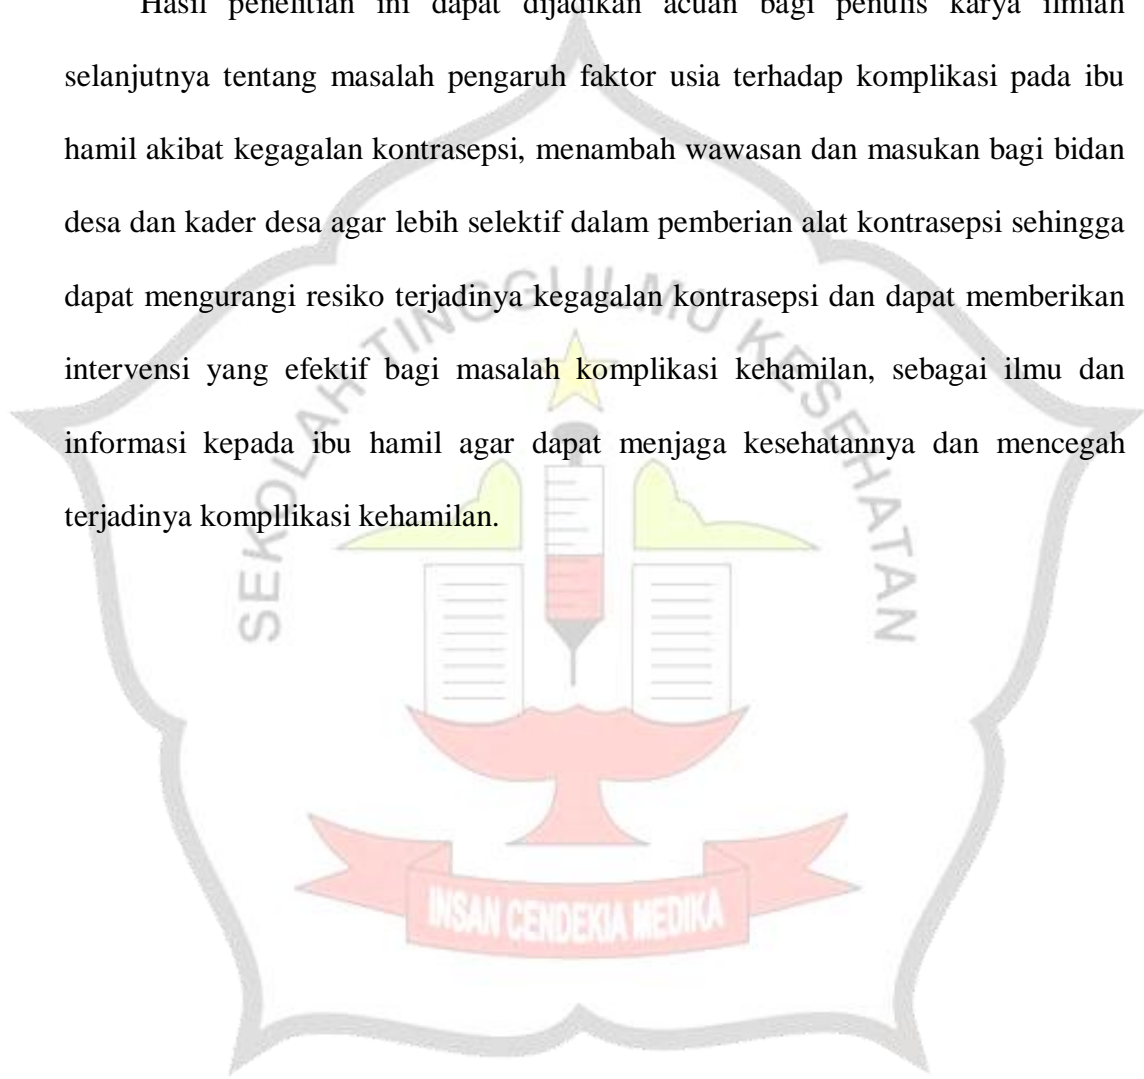 Hasil penelitian ini dapat dijadikan acuan bagi penulis karya ilmiah
selanjutnya tentang masalah pengaruh faktor usia terhadap komplikasi pada ibu
hamil akibat kegagalan kontrasepsi, menambah wawasan dan masukan bagi bidan
desa dan kader desa agar lebih selektif dalam pemberian alat kontrasepsi sehingga
dapat mengurangi resiko terjadinya kegagalan kontrasepsi dan dapat memberikan
intervensi yang efektif bagi masalah komplikasi kehamilan, sebagai ilmu dan
informasi kepada ibu hamil agar dapat menjaga kesehatannya dan mencegah
terjadinya kompllikasi kehamilan.
SEKOLAH TINGGI ILMU KESEHATAN
INSAN CENDEKIA MEDIKA